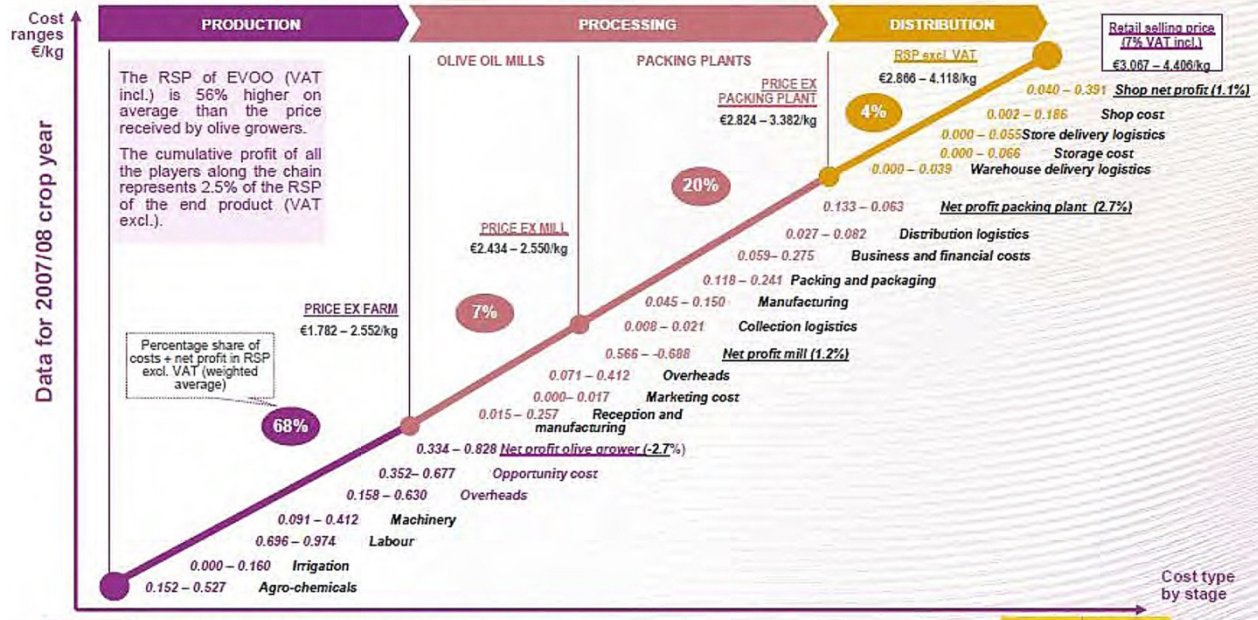 Cost
ranges
€/kg
Data for 2007/08 crop year
PRODUCTION
PROCESSING
DISTRIBUTION
OLIVE OIL MILLS
PACKING PLANTS
The RSP of EVOO (VAT
incl.) is 56% higher on
average than the price
received by olive growers.
The cumulative profit of all
the players along the chain
represents 2.5% of the RSP
of the end product (VAT
excl.).
Percentage share of
costs + net profit in RSP
excl. VAT (weighted
average)
68%
PRICE EX FARM
€1.782 – 2.552/kg
7%
PRICE EX MILL
€2.434 – 2.550/kg
20%
PRICE EX
PACKING PLANT
€2.824 – 3.382/kg
4%
RSP excl. VAT
€2.866 – 4.118/kg
Retail selling price
(7% VAT incl.)
€3.067 – 4.406/kg
0.040 – 0.391 Shop net profit (1.1%)
0.002 – 0.186 Shop cost
0.000 – 0.055 Store delivery logistics
0.000 – 0.066 Storage cost
0.000 – 0.039 Warehouse delivery logistics
0.133 – 0.063 Net profit packing plant (2.7%)
0.027 – 0.082 Distribution logistics
0.059– 0.275 Business and financial costs
0.118 – 0.241 Packing and packaging
0.045 – 0.150 Manufacturing
0.008 – 0.021 Collection logistics
0.566 – -0.688 Net profit mill (1.2%)
0.071 – 0.412 Overheads
0.000– 0.017 Marketing cost
0.015 – 0.257 Reception and
manufacturing
0.334 – 0.828 Net profit olive grower (-2.7%)
0.352– 0.677 Opportunity cost
0.158 – 0.630 Overheads
0.091 – 0.412 Machinery
0.696 – 0.974 Labour
0.000 – 0.160 Irrigation
0.152 – 0.527 Agro-chemicals
Cost type
by stage